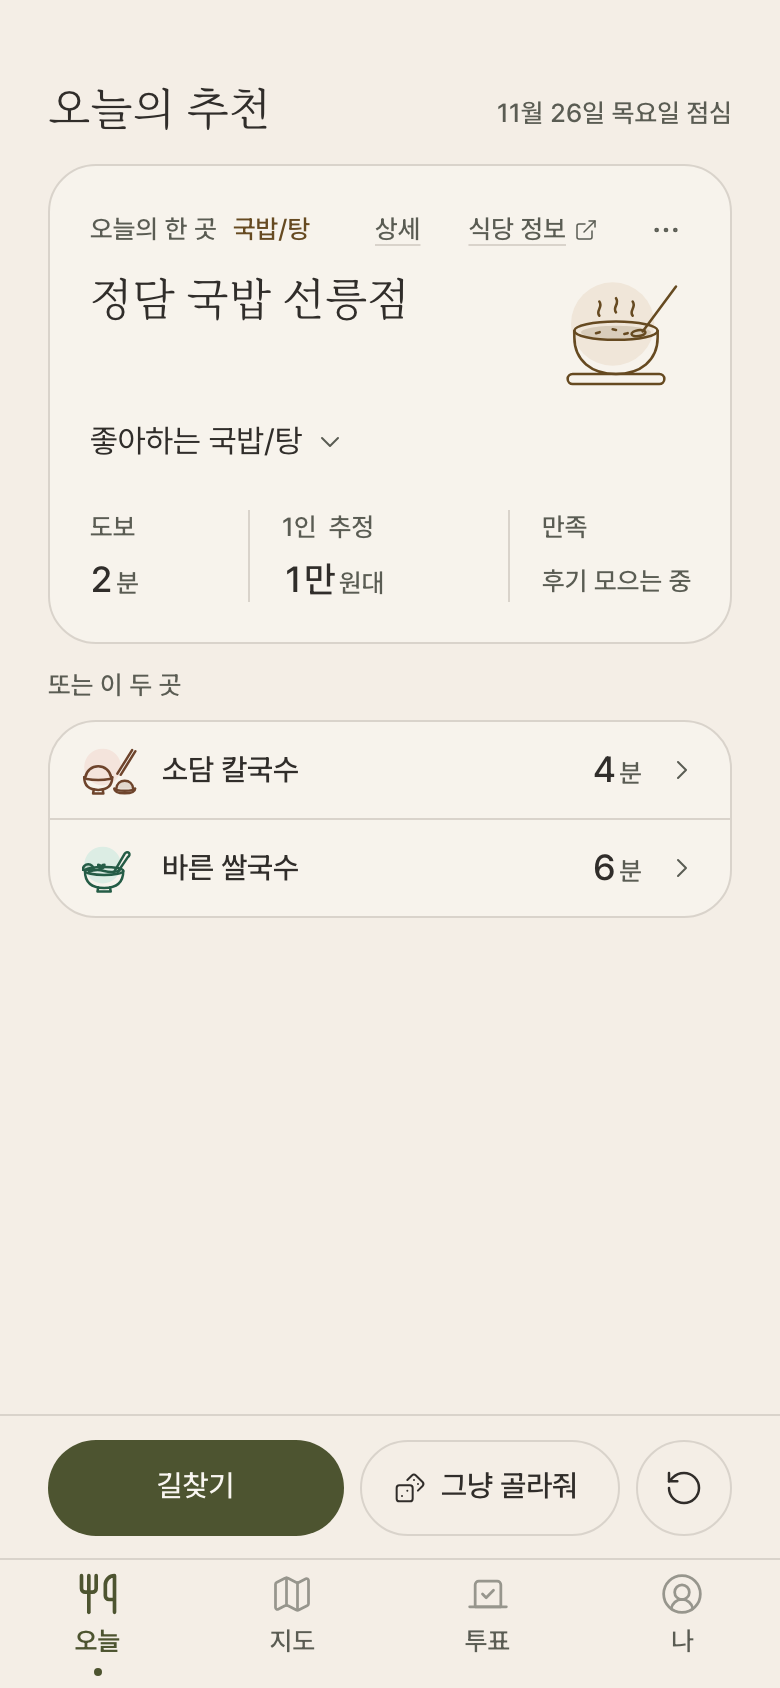 오늘의 추천
11월 26일 목요일 점심
오늘의 한 곳 국밥/탕 상세 식당 정보
정담 국밥 선릉점
좋아하는 국밥/탕
도보 1인 추정 만족
2분 1만원대 후기 모으는 중
또는 이 두 곳
소담 칼국수 4분
바른 쌀국수 6분
길찾기 그냥 골라줘
오늘 지도 투표 나